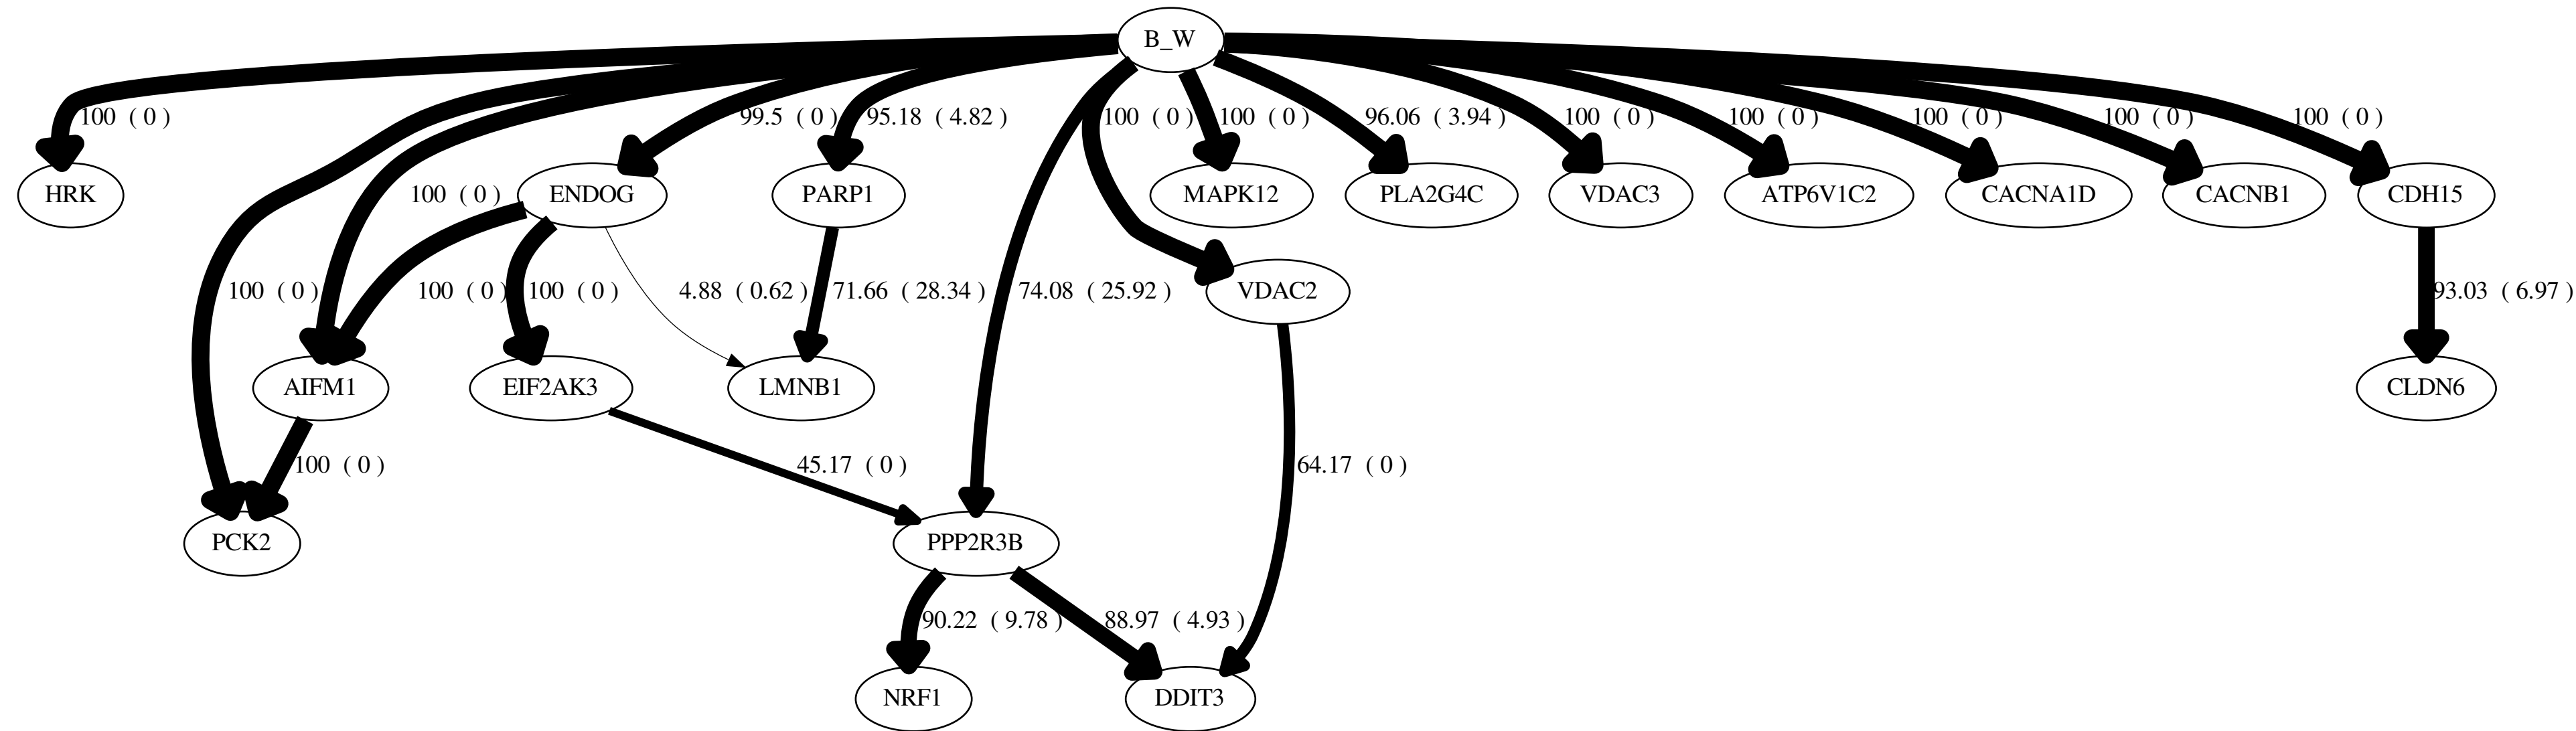 B_W
100 ( 0 )
99.5 ( 0 )
95.18 ( 4.82 )
100 ( 0 )
100 ( 0 )
96.06 ( 3.94 )
100 ( 0 )
100 ( 0 )
100 ( 0 )
100 ( 0 )
100 ( 0 )
HRK
100 ( 0 )
ENDOG
PARP1
MAPK12
PLA2G4C
VDAC3
ATP6V1C2
CACNA1D
CACNB1
CDH15
100 ( 0 )
100 ( 0 )
100 ( 0 )
4.88 ( 0.62 )
71.66 ( 28.34 )
74.08 ( 25.92 )
VDAC2
93.03 ( 6.97 )
AIFM1
EIF2AK3
LMNB1
CLDN6
100 ( 0 )
45.17 ( 0 )
64.17 ( 0 )
PCK2
PPP2R3B
90.22 ( 9.78 )
88.97 ( 4.93 )
NRF1
DDIT3